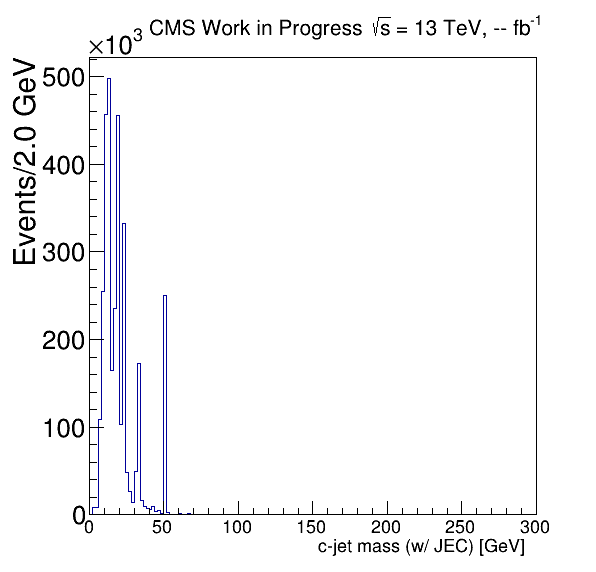 ×10³ CMS Work in Progress √s = 13 TeV, -- fb⁻¹
Events/2.0 GeV
500
400
300
200
100
0
0 50 100 150 200 250 300
c-jet mass (w/ JEC) [GeV]